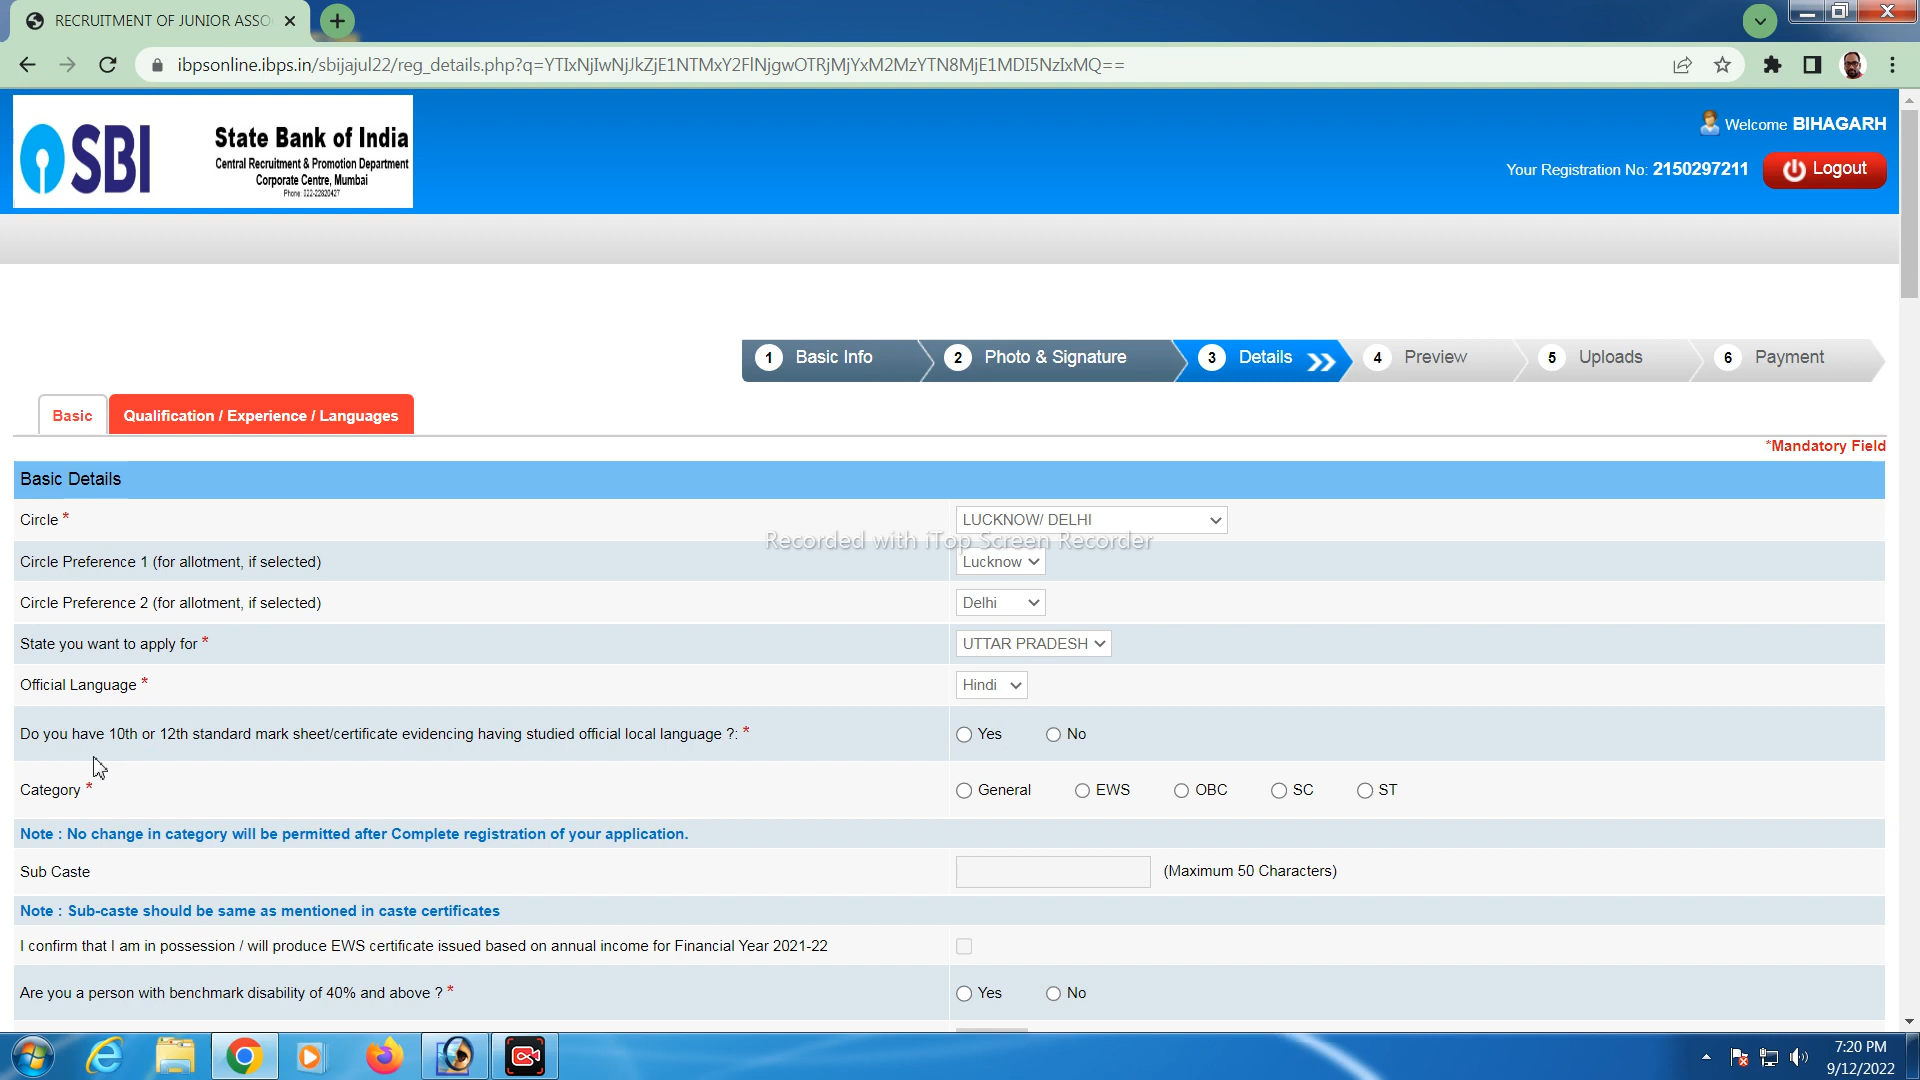 RECRUITMENT OF JUNIOR ASSO
ibpsonline.ibps.in/sbijajul22/reg_details.php?q=YTIxNjIwNjJkZjE1NTMxY2FlNjgwOTRjMjYxM2MzYTN8MjE1MDI5NzIxMQ==
SBI
State Bank of India
Central Recruitment & Promotion Department
Corporate Centre, Mumbai
Phone: 022-22820427
Welcome BIHAGARH
Your Registration No: 2150297211
Logout
1 Basic Info
2 Photo & Signature
3 Details
4 Preview
5 Uploads
6 Payment
Basic
Qualification / Experience / Languages
*Mandatory Field
Basic Details
Circle *
LUCKNOW/ DELHI
Recorded with iTop Screen Recorder
Circle Preference 1 (for allotment, if selected)
Lucknow
Circle Preference 2 (for allotment, if selected)
Delhi
State you want to apply for *
UTTAR PRADESH
Official Language *
Hindi
Do you have 10th or 12th standard mark sheet/certificate evidencing having studied official local language ?: *
Yes No
Category *
General EWS OBC SC ST
Note : No change in category will be permitted after Complete registration of your application.
Sub Caste
(Maximum 50 Characters)
Note : Sub-caste should be same as mentioned in caste certificates
I confirm that I am in possession / will produce EWS certificate issued based on annual income for Financial Year 2021-22
Are you a person with benchmark disability of 40% and above ? *
Yes No
7:20 PM
9/12/2022